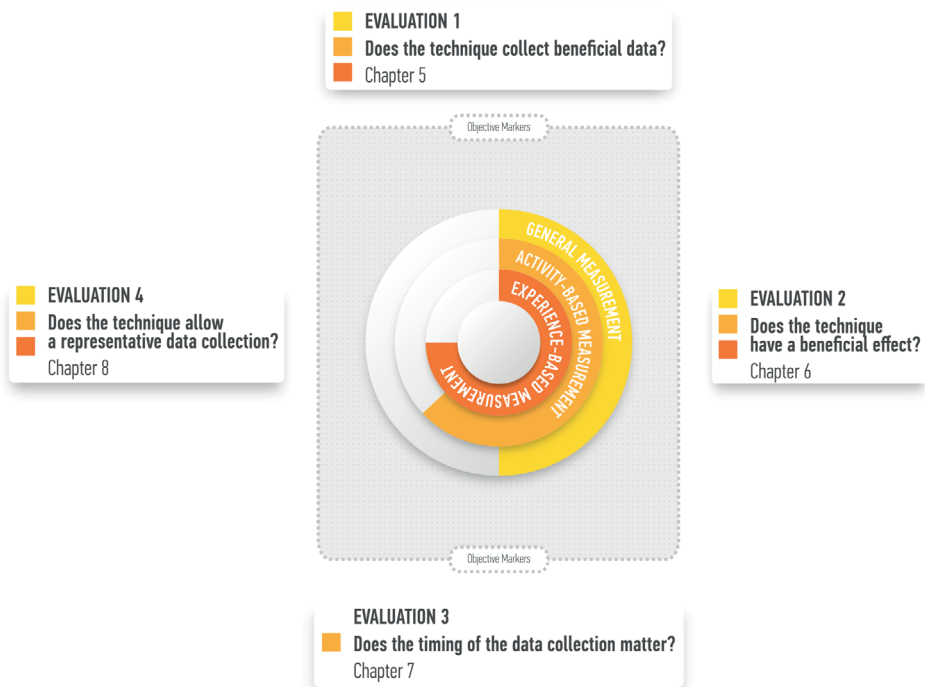 EVALUATION 1
Does the technique collect beneficial data?
Chapter 5
Objective Markers
GENERAL MEASUREMENT
ACTIVITY-BASED MEASUREMENT
EXPERIENCE-BASED MEASUREMENT
EVALUATION 4
Does the technique allow
a representative data collection?
Chapter 8
EVALUATION 2
Does the technique
have a beneficial effect?
Chapter 6
Objective Markers
EVALUATION 3
Does the timing of the data collection matter?
Chapter 7